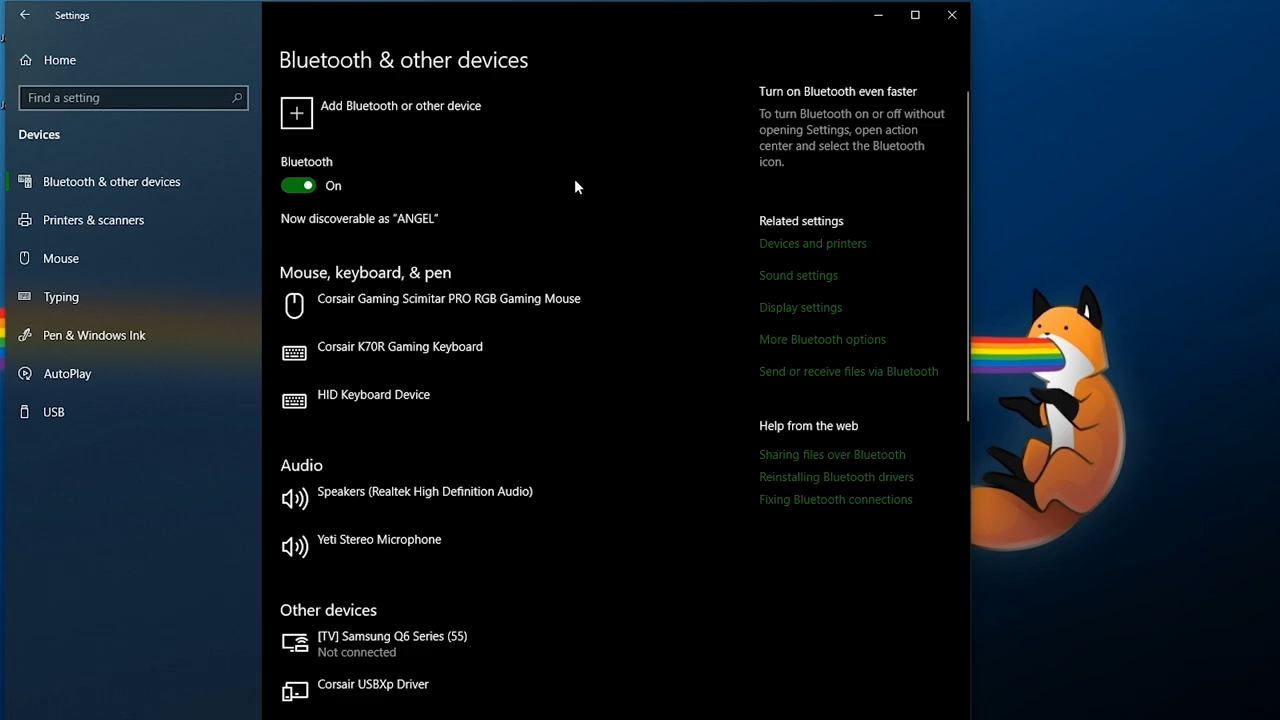 Settings
Home
Find a setting
Devices
Bluetooth & other devices
Printers & scanners
Mouse
Typing
Pen & Windows Ink
AutoPlay
USB
Bluetooth & other devices
Add Bluetooth or other device
Bluetooth
On
Now discoverable as "ANGEL"
Mouse, keyboard, & pen
Corsair Gaming Scimitar PRO RGB Gaming Mouse
Corsair K70R Gaming Keyboard
HID Keyboard Device
Audio
Speakers (Realtek High Definition Audio)
Yeti Stereo Microphone
Other devices
[TV] Samsung Q6 Series (55)
Not connected
Corsair USBXp Driver
Turn on Bluetooth even faster
To turn Bluetooth on or off without
opening Settings, open action
center and select the Bluetooth
icon.
Related settings
Devices and printers
Sound settings
Display settings
More Bluetooth options
Send or receive files via Bluetooth
Help from the web
Sharing files over Bluetooth
Reinstalling Bluetooth drivers
Fixing Bluetooth connections